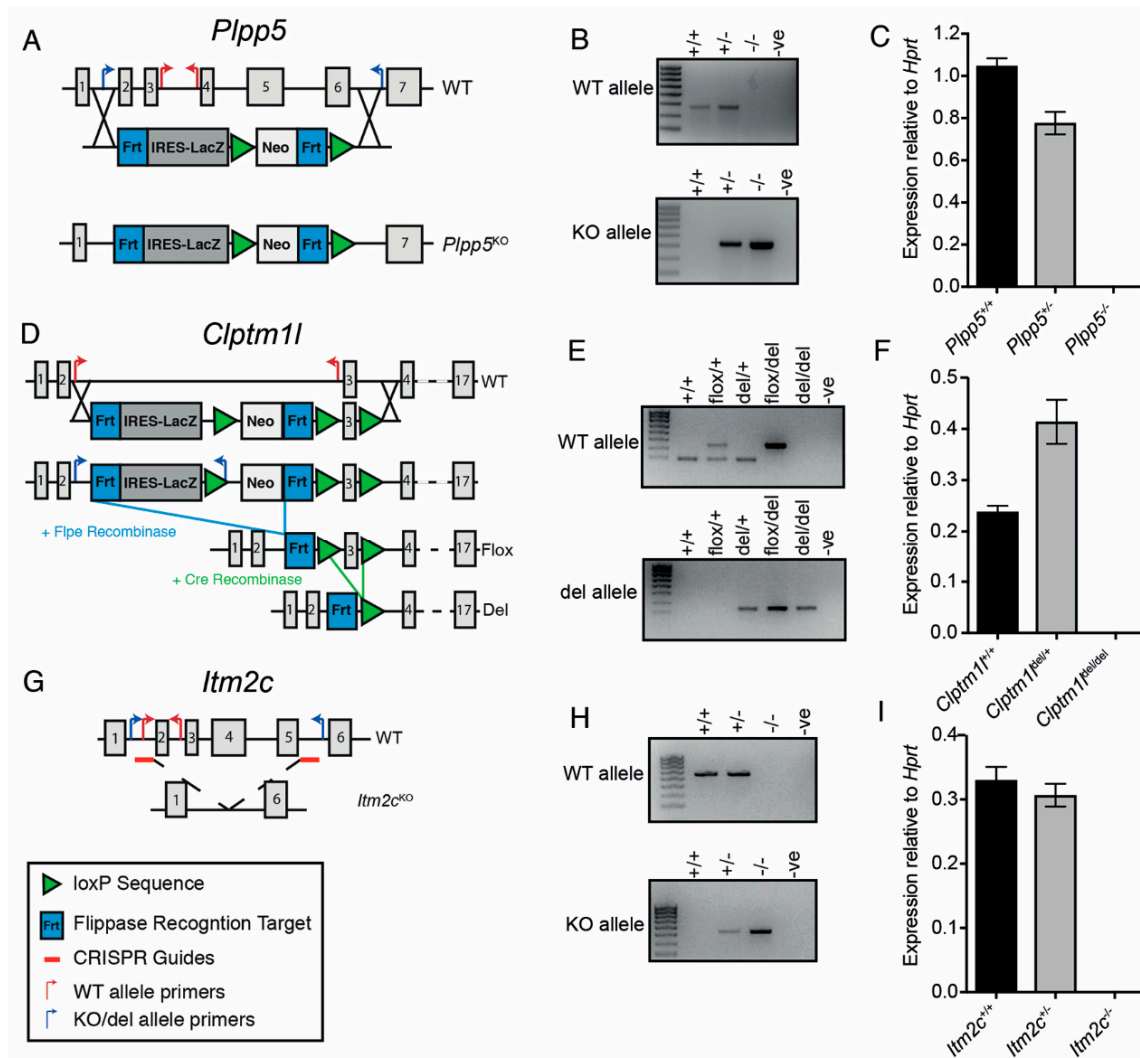 A
Plpp5
1 2 3 4 5 6 7 WT
Frt IRES-LacZ Neo Frt
1 Frt IRES-LacZ Neo Frt 7 Plpp5KO
B
+/+ +/- -/- -ve
WT allele
+/+ +/- -/- -ve
KO allele
C
Expression relative to Hprt
1.2
1.0
0.8
0.6
0.4
0.2
0.0
Plpp5+/+ Plpp5+/- Plpp5-/-
D
Clptm1l
1 2 3 4 17 WT
Frt IRES-LacZ Neo Frt 3
1 2 Frt IRES-LacZ Neo Frt 3 4 17
+ Flpe Recombinase
1 2 Frt 3 4 17 Flox
+ Cre Recombinase
1 2 Frt 4 17 Del
E
+/+ flox/+ del/+ flox/del del/del -ve
WT allele
+/+ flox/+ del/+ flox/del del/del -ve
del allele
F
Expression relative to Hprt
0.5
0.4
0.3
0.2
0.1
0.0
Clptm1l+/+ Clptm1ldel/+ Clptm1ldel/del
G
Itm2c
1 2 3 4 5 6 WT
1 6 Itm2cKO
loxP Sequence
Frt Flippase Recogntion Target
CRISPR Guides
WT allele primers
KO/del allele primers
H
+/+ +/- -/- -ve
WT allele
+/+ +/- -/- -ve
KO allele
I
Expression relative to Hprt
0.4
0.3
0.2
0.1
0.0
Itm2c+/+ Itm2c+/- Itm2c-/-